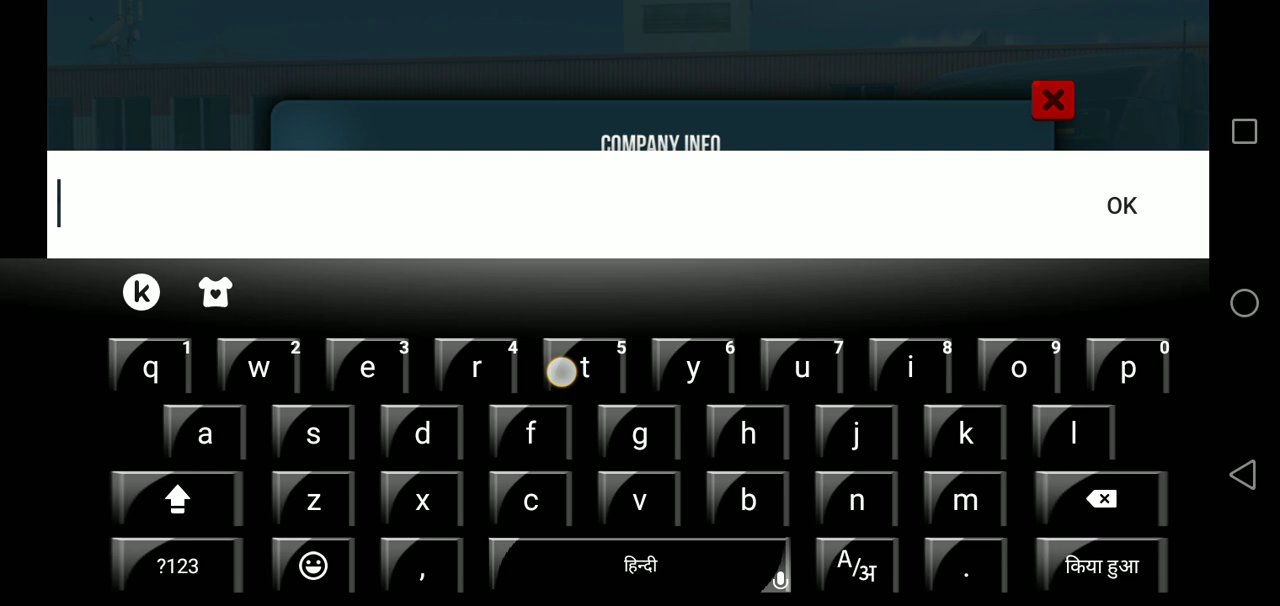 COMPANY INFO
OK
k
q 1 w 2 e 3 r 4 t 5 y 6 u 7 i 8 o 9 p 0
a s d f g h j k l
z x c v b n m
?123 , हिन्दी A/अ . किया हुआ